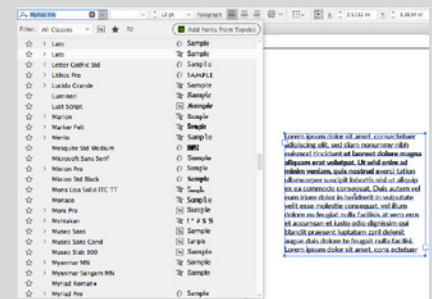 Myriad Pro
12 pt
Paragraph
Filter: All Classes
Add Fonts from Typekit
Lato Sample
Lato Sample
Letter Gothic Std Sample
Lithos Pro SAMPLE
Lucida Grande Sample
Luminari Sample
Luot Script Sample
Marion Sample
Marker Felt Sample
Menlo Sample
Mesquite Std Medium
Microsoft Sans Serif Sample
Minion Pro Sample
Minion Std Black Sample
Mona Lisa Solid ITC TT Sample
Monaco Sample
Mora Pro Sample
Mshtakan
Museo Sans Sample
Museo Sans Cond Sample
Museo Slab 300 Sample
Myanmar MN Sample
Myanmar Sangam MN Sample
Myriad Roman
Myriad Pro Sample
Lorem ipsum dolor sit amet, consectetuer
adipiscing elit, sed diam nonummy nibh
euismod tincidunt ut laoreet dolore magna
aliquam erat volutpat. Ut wisi enim ad
minim veniam, quis nostrud exerci tation
ullamcorper suscipit lobortis nisl ut aliquip
ex ea commodo consequat. Duis autem vel
eum iriure dolor in hendrerit in vulputate
velit esse molestie consequat, vel illum
dolore eu feugiat nulla facilisis at vero eros
et accumsan et iusto odio dignissim qui
blandit praesent luptatum zzril delenit
augue duis dolore te feugait nulla facilisi.
Lorem ipsum dolor sit amet, cons ectetuer